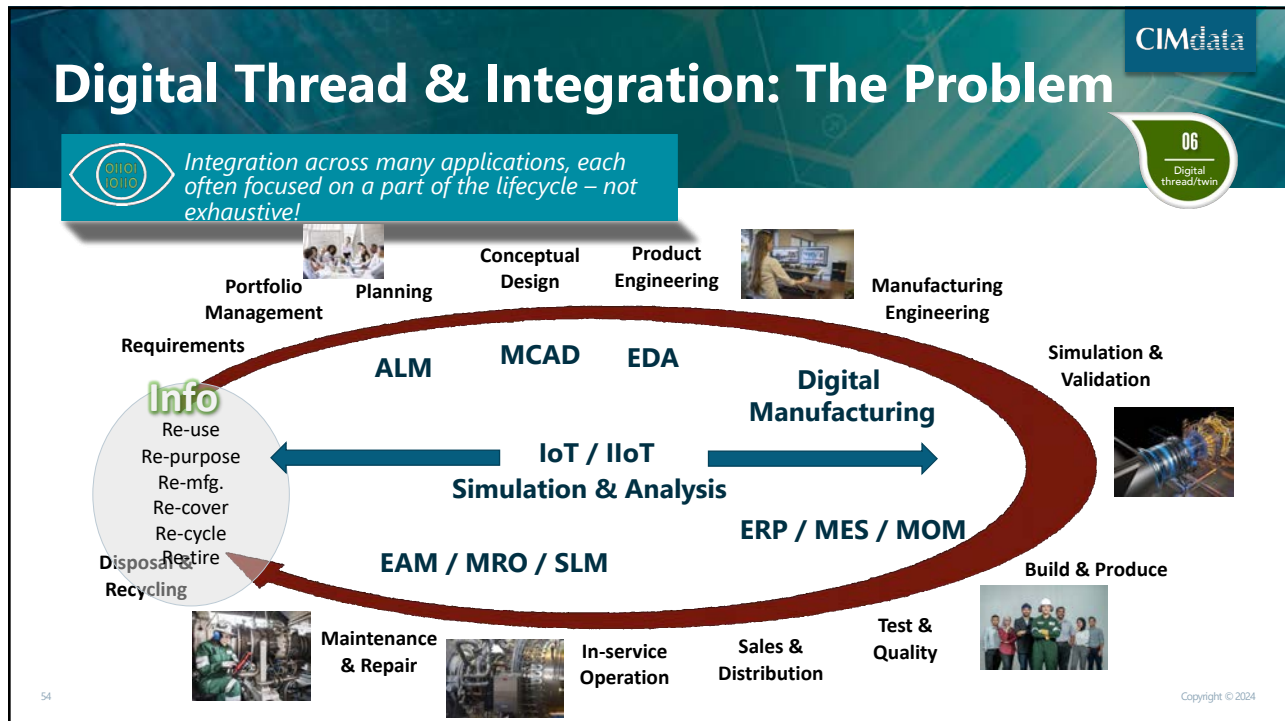 CIMdata
Digital Thread & Integration: The Problem
06
Digital
thread/twin
01101
10110
Integration across many applications, each
often focused on a part of the lifecycle – not
exhaustive!
Requirements
Portfolio
Management
Planning
Conceptual
Design
Product
Engineering
Manufacturing
Engineering
Simulation &
Validation
ALM
MCAD
EDA
Digital
Manufacturing
Info
Re-use
Re-purpose
Re-mfg.
Re-cover
Re-cycle
Re-tire
IoT / IIoT
Simulation & Analysis
ERP / MES / MOM
EAM / MRO / SLM
Disposal &
Recycling
Maintenance
& Repair
In-service
Operation
Sales &
Distribution
Test &
Quality
Build & Produce
54
Copyright © 2024